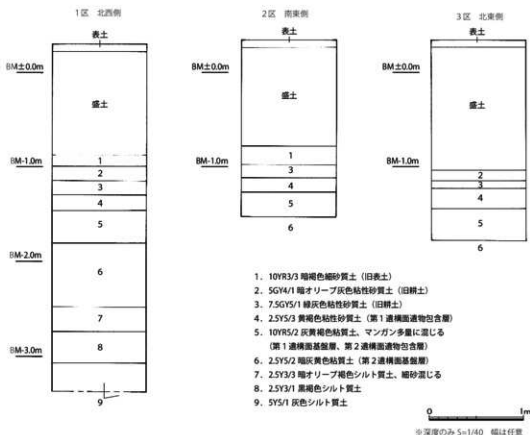 1区 北西側
表土
BM±0.0m
盛土
BM-1.0m
1
2
3
4
5
BM-2.0m
6
7
BM-3.0m
8
9
2区 南東側
表土
BM±0.0m
盛土
BM-1.0m
1
3
4
5
6
3区 北東側
表土
BM±0.0m
盛土
BM-1.0m
2
3
4
5
6
1. 10YR3/3 暗褐色細砂質土（旧表土）
2. 5GY4/1 暗オリーブ灰色粘性砂質土（旧耕土）
3. 7.5GY5/1 緑灰色粘性砂質土（旧耕土）
4. 2.5Y5/3 黄褐色粘性砂質土（第1遺構面遺物包含層）
5. 10YR5/2 灰黄褐色粘質土、マンガン多量に混じる
（第1遺構面基盤層、第2遺構面遺物包含層）
6. 2.5Y5/2 暗灰黄色粘質土（第2遺構面基盤層）
7. 2.5Y3/3 暗オリーブ褐色シルト質土、細砂混じる
8. 2.5Y3/1 黒褐色シルト質土
9. 5Y5/1 灰色シルト質土
0 1m
※深度のみ S=1/40 幅は任意